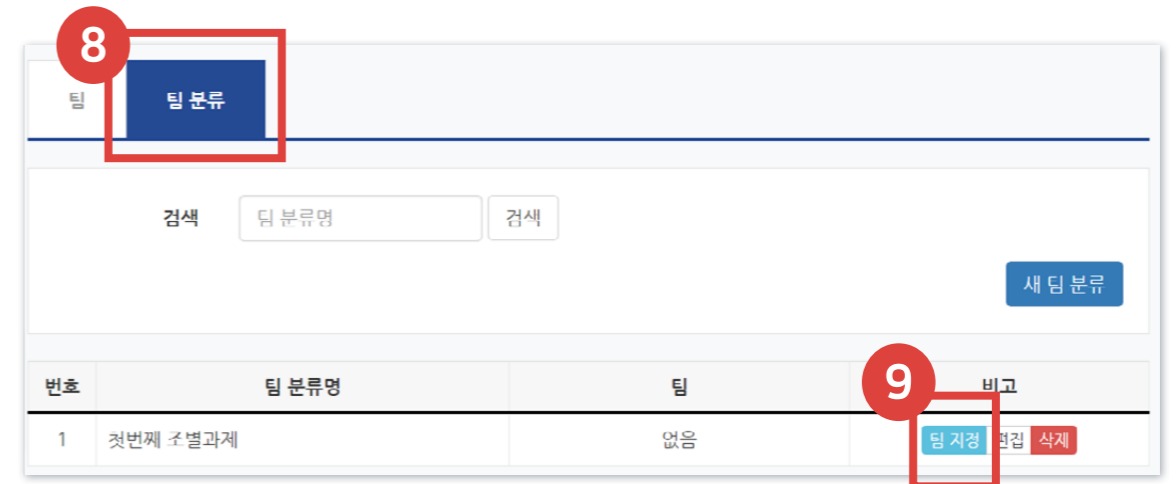 8
팀 팀 분류
검색 팀 분류명 검색
새 팀 분류
9
번호 팀 분류명 팀 비고
1 첫번째 조별과제 없음 팀 지정 편집 삭제